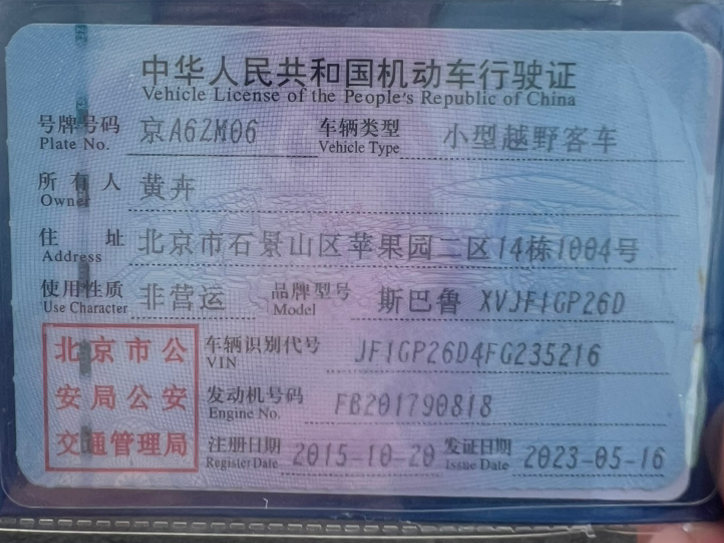 中华人民共和国机动车行驶证
Vehicle License of the People's Republic of China
号牌号码 京A6ZM06 车辆类型 小型越野客车
Plate No. Vehicle Type
所有人 黄卉
Owner
住址 北京市石景山区苹果园二区14栋1004号
Address
使用性质 非营运 品牌型号 斯巴鲁 XVJF1GP26D
Use Character Model
北京市公
安局公安
交通管理局
车辆识别代号 JF1GP26D4FG235216
VIN
发动机号码 FB201790818
Engine No.
注册日期 2015-10-20 发证日期 2023-05-16
Register Date Issue Date